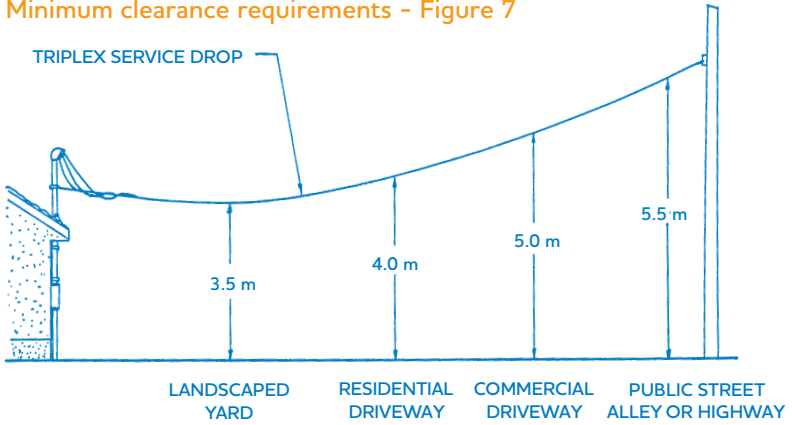 Minimum clearance requirements - Figure 7
TRIPLEX SERVICE DROP
5.5 m
5.0 m
4.0 m
3.5 m
LANDSCAPED
YARD
RESIDENTIAL
DRIVEWAY
COMMERCIAL
DRIVEWAY
PUBLIC STREET
ALLEY OR HIGHWAY